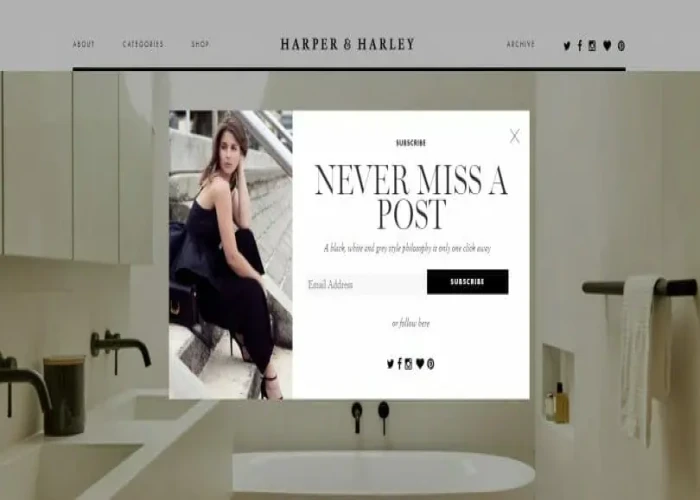 ABOUT
CATEGORIES
SHOP
HARPER & HARLEY
ARCHIVE
SUBSCRIBE
NEVER MISS A
POST
A black, white and grey style philosophy is only one click away
Email Address
SUBSCRIBE
or follow here